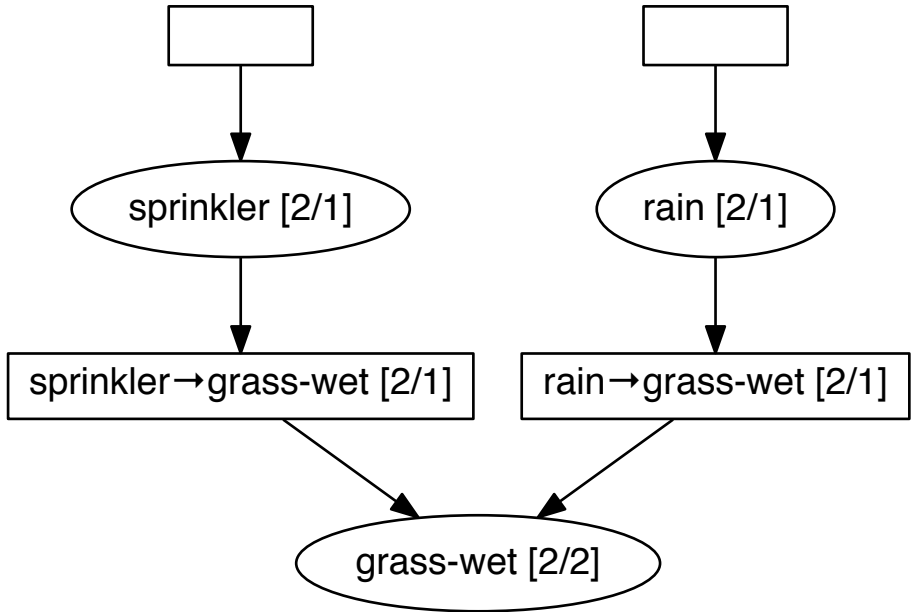 sprinkler [2/1]
rain [2/1]
sprinkler→grass-wet [2/1]
rain→grass-wet [2/1]
grass-wet [2/2]